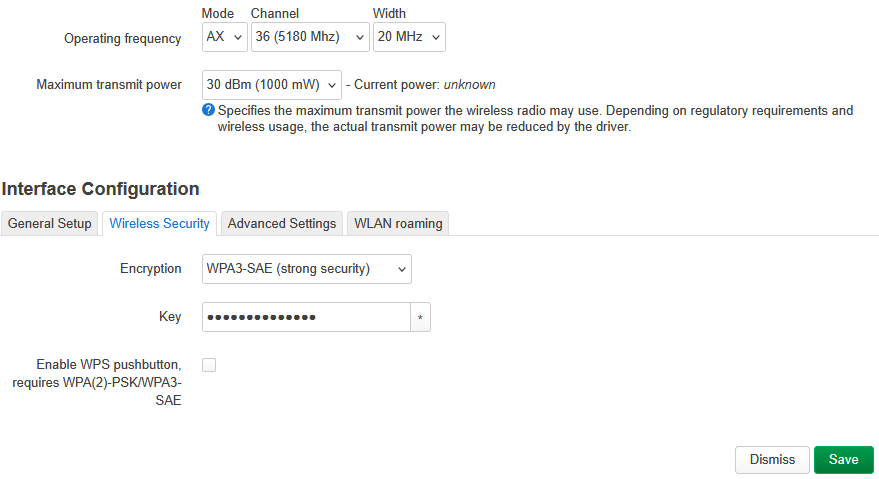 Mode Channel Width
Operating frequency AX 36 (5180 Mhz) 20 MHz
Maximum transmit power 30 dBm (1000 mW) - Current power: unknown
? Specifies the maximum transmit power the wireless radio may use. Depending on regulatory requirements and
wireless usage, the actual transmit power may be reduced by the driver.
Interface Configuration
General Setup Wireless Security Advanced Settings WLAN roaming
Encryption WPA3-SAE (strong security)
Key •••••••••••••• *
Enable WPS pushbutton,
requires WPA(2)-PSK/WPA3-
SAE
Dismiss Save